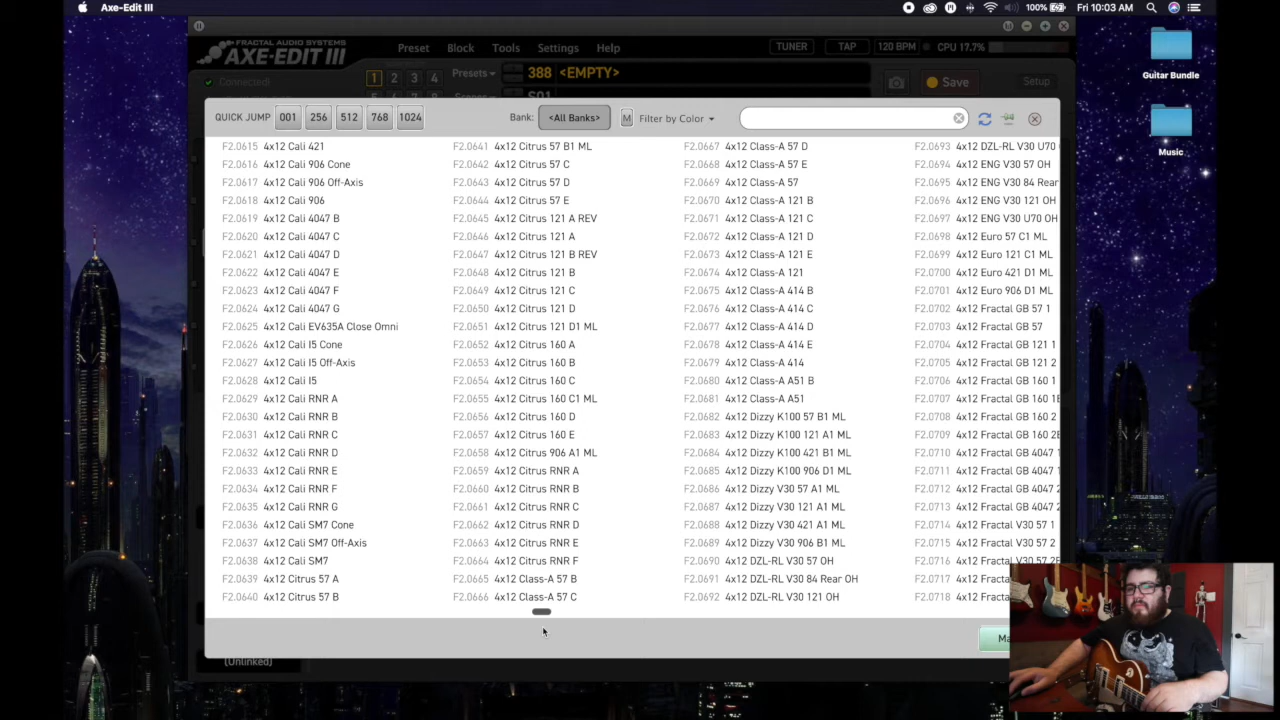 Axe-Edit III
100%
Fri 10:03 AM
FRACTAL AUDIO SYSTEMS
AXE-EDIT III
Preset
Block
Tools
Settings
Help
TUNER
TAP
120 BPM
CPU 17.7%
Connected!
1 2 3 4
Presets
388 <EMPTY>
Save
Setup
QUICK JUMP
001
256
512
768
1024
Bank:
<All Banks>
M
Filter by Color
F2.0615 4x12 Cali 421
F2.0616 4x12 Cali 906 Cone
F2.0617 4x12 Cali 906 Off-Axis
F2.0618 4x12 Cali 906
F2.0619 4x12 Cali 4047 B
F2.0620 4x12 Cali 4047 C
F2.0621 4x12 Cali 4047 D
F2.0622 4x12 Cali 4047 E
F2.0623 4x12 Cali 4047 F
F2.0624 4x12 Cali 4047 G
F2.0625 4x12 Cali EV635A Close Omni
F2.0626 4x12 Cali I5 Cone
F2.0627 4x12 Cali I5 Off-Axis
F2.0628 4x12 Cali I5
F2.0629 4x12 Cali RNR A
F2.0630 4x12 Cali RNR B
F2.0631 4x12 Cali RNR C
F2.0632 4x12 Cali RNR D
F2.0633 4x12 Cali RNR E
F2.0634 4x12 Cali RNR F
F2.0635 4x12 Cali RNR G
F2.0636 4x12 Cali SM7 Cone
F2.0637 4x12 Cali SM7 Off-Axis
F2.0638 4x12 Cali SM7
F2.0639 4x12 Citrus 57 A
F2.0640 4x12 Citrus 57 B
F2.0641 4x12 Citrus 57 B1 ML
F2.0642 4x12 Citrus 57 C
F2.0643 4x12 Citrus 57 D
F2.0644 4x12 Citrus 57 E
F2.0645 4x12 Citrus 121 A REV
F2.0646 4x12 Citrus 121 A
F2.0647 4x12 Citrus 121 B REV
F2.0648 4x12 Citrus 121 B
F2.0649 4x12 Citrus 121 C
F2.0650 4x12 Citrus 121 D
F2.0651 4x12 Citrus 121 D1 ML
F2.0652 4x12 Citrus 160 A
F2.0653 4x12 Citrus 160 B
F2.0654 4x12 Citrus 160 C
F2.0655 4x12 Citrus 160 C1 ML
F2.0656 4x12 Citrus 160 D
F2.0657 4x12 Citrus 160 E
F2.0658 4x12 Citrus 906 A1 ML
F2.0659 4x12 Citrus RNR A
F2.0660 4x12 Citrus RNR B
F2.0661 4x12 Citrus RNR C
F2.0662 4x12 Citrus RNR D
F2.0663 4x12 Citrus RNR E
F2.0664 4x12 Citrus RNR F
F2.0665 4x12 Class-A 57 B
F2.0666 4x12 Class-A 57 C
F2.0667 4x12 Class-A 57 D
F2.0668 4x12 Class-A 57 E
F2.0669 4x12 Class-A 57
F2.0670 4x12 Class-A 121 B
F2.0671 4x12 Class-A 121 C
F2.0672 4x12 Class-A 121 D
F2.0673 4x12 Class-A 121 E
F2.0674 4x12 Class-A 121
F2.0675 4x12 Class-A 414 B
F2.0676 4x12 Class-A 414 C
F2.0677 4x12 Class-A 414 D
F2.0678 4x12 Class-A 414 E
F2.0679 4x12 Class-A 414
F2.0680 4x12 Class-A A51 B
F2.0681 4x12 Class-A A51
F2.0682 4x12 Dizzy K100 57 B1 ML
F2.0683 4x12 Dizzy K100 121 A1 ML
F2.0684 4x12 Dizzy K100 421 B1 ML
F2.0685 4x12 Dizzy K100 906 D1 ML
F2.0686 4x12 Dizzy V30 57 A1 ML
F2.0687 4x12 Dizzy V30 121 A1 ML
F2.0688 4x12 Dizzy V30 421 A1 ML
F2.0689 4x12 Dizzy V30 906 B1 ML
F2.0690 4x12 DZL-RL V30 57 OH
F2.0691 4x12 DZL-RL V30 84 Rear OH
F2.0692 4x12 DZL-RL V30 121 OH
F2.0693 4x12 DZL-RL V30 U70
F2.0694 4x12 ENG V30 57 OH
F2.0695 4x12 ENG V30 84 Rear
F2.0696 4x12 ENG V30 121 OH
F2.0697 4x12 ENG V30 U70 OH
F2.0698 4x12 Euro 57 C1 ML
F2.0699 4x12 Euro 121 C1 ML
F2.0700 4x12 Euro 421 D1 ML
F2.0701 4x12 Euro 906 D1 ML
F2.0702 4x12 Fractal GB 57 1
F2.0703 4x12 Fractal GB 57
F2.0704 4x12 Fractal GB 121 1
F2.0705 4x12 Fractal GB 121 2
F2.0706 4x12 Fractal GB 160 1
F2.0707 4x12 Fractal GB 160 1
F2.0708 4x12 Fractal GB 160 2
F2.0709 4x12 Fractal GB 160 2
F2.0710 4x12 Fractal GB 4047 1
F2.0711 4x12 Fractal GB 4047
F2.0712 4x12 Fractal GB 4047 2
F2.0713 4x12 Fractal GB 4047
F2.0714 4x12 Fractal V30 57 1
F2.0715 4x12 Fractal V30 57 2
F2.0716 4x12 Fractal V30 57
F2.0717 4x12
F2.0718 4x12
(Unlinked)
Guitar Bundle
Music